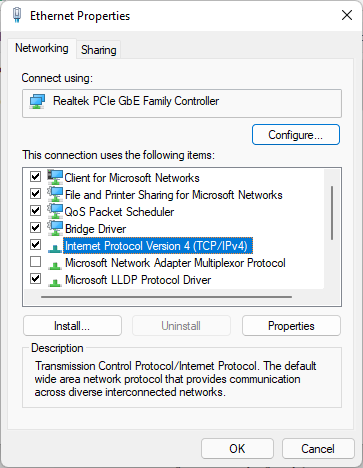 Ethernet Properties
Networking
Sharing
Connect using:
Realtek PCIe GbE Family Controller
Configure...
This connection uses the following items:
Client for Microsoft Networks
File and Printer Sharing for Microsoft Networks
QoS Packet Scheduler
Bridge Driver
Internet Protocol Version 4 (TCP/IPv4)
Microsoft Network Adapter Multiplexor Protocol
Microsoft LLDP Protocol Driver
Install...
Uninstall
Properties
Description
Transmission Control Protocol/Internet Protocol. The default
wide area network protocol that provides communication
across diverse interconnected networks.
OK
Cancel